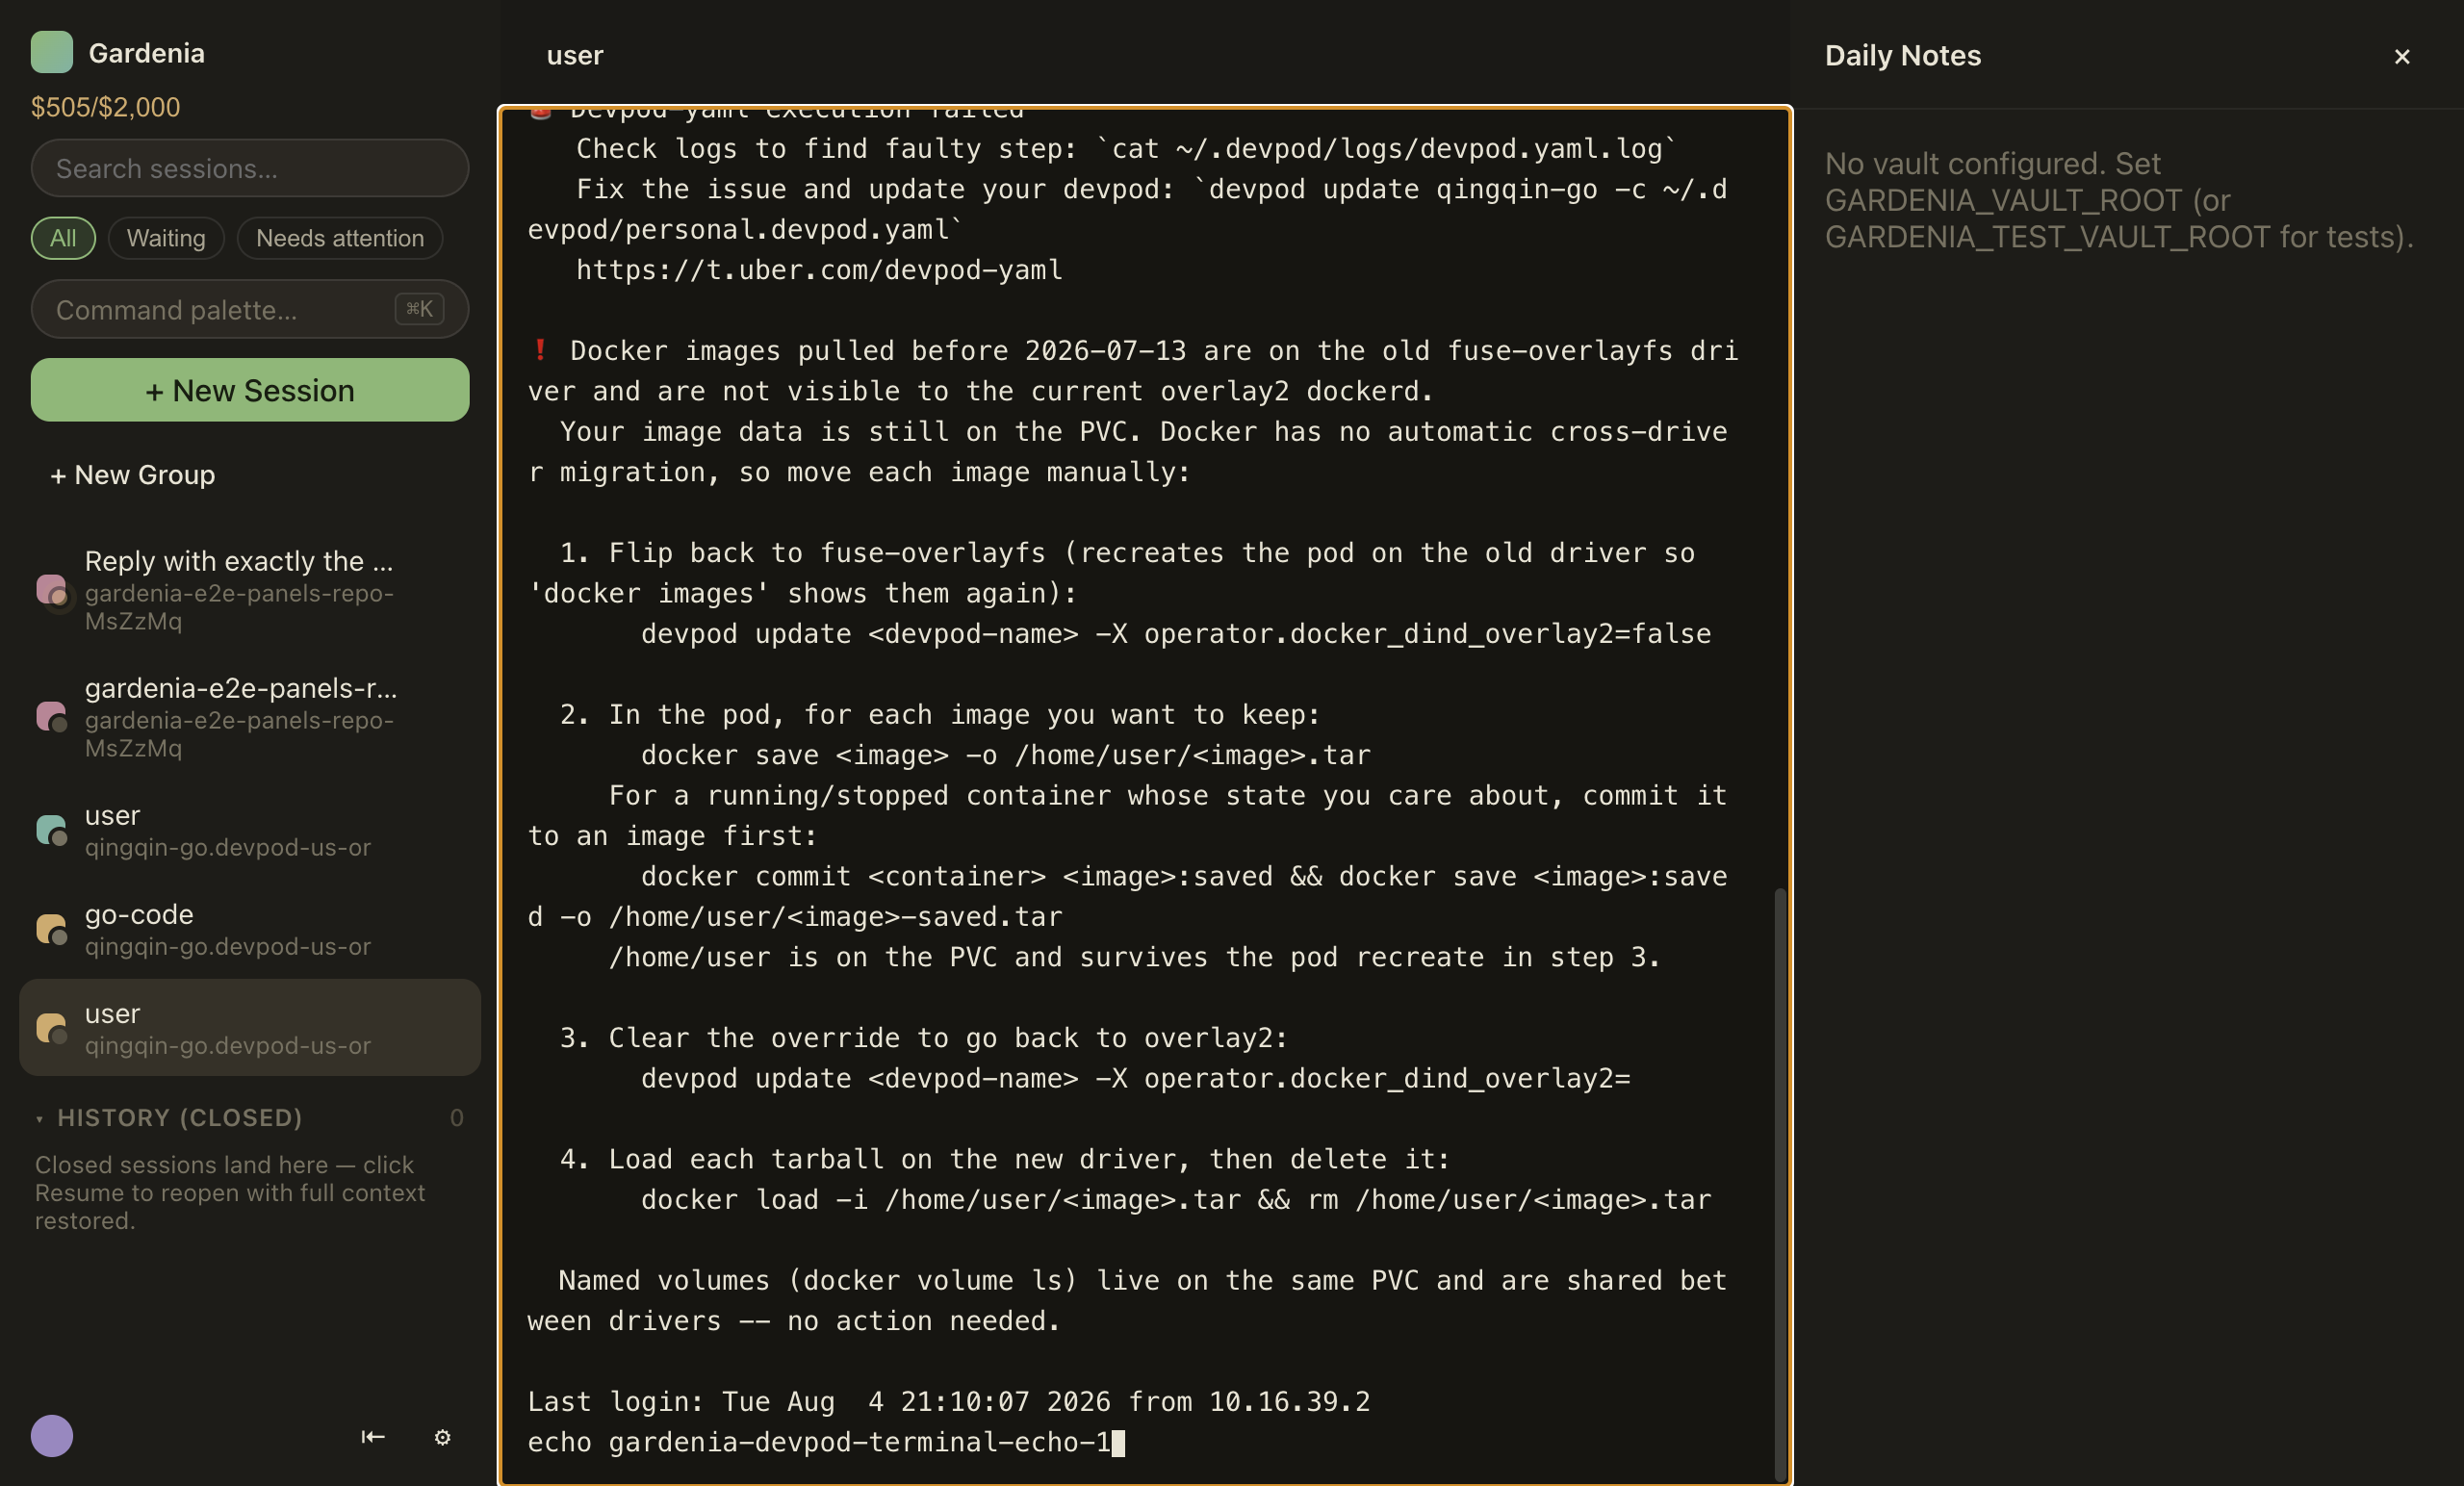 Gardenia
$505/$2,000
Search sessions...
All
Waiting
Needs attention
Command palette...
⌘K
+ New Session
+ New Group
Reply with exactly the ...
gardenia-e2e-panels-repo-
MsZzMq
gardenia-e2e-panels-r...
gardenia-e2e-panels-repo-
MsZzMq
user
qingqin-go.devpod-us-or
go-code
qingqin-go.devpod-us-or
user
qingqin-go.devpod-us-or
HISTORY (CLOSED)
0
Closed sessions land here — click
Resume to reopen with full context
restored.
user
Devpod-yaml execution failed
Check logs to find faulty step: `cat ~/.devpod/logs/devpod.yaml.log`
Fix the issue and update your devpod: `devpod update qingqin-go -c ~/.d
evpod/personal.devpod.yaml`
https://t.uber.com/devpod-yaml
❗ Docker images pulled before 2026-07-13 are on the old fuse-overlayfs dri
ver and are not visible to the current overlay2 dockerd.
Your image data is still on the PVC. Docker has no automatic cross-drive
r migration, so move each image manually:
1. Flip back to fuse-overlayfs (recreates the pod on the old driver so
'docker images' shows them again):
devpod update <devpod-name> -X operator.docker_dind_overlay2=false
2. In the pod, for each image you want to keep:
docker save <image> -o /home/user/<image>.tar
For a running/stopped container whose state you care about, commit it
to an image first:
docker commit <container> <image>:saved && docker save <image>:save
d -o /home/user/<image>-saved.tar
/home/user is on the PVC and survives the pod recreate in step 3.
3. Clear the override to go back to overlay2:
devpod update <devpod-name> -X operator.docker_dind_overlay2=
4. Load each tarball on the new driver, then delete it:
docker load -i /home/user/<image>.tar && rm /home/user/<image>.tar
Named volumes (docker volume ls) live on the same PVC and are shared bet
ween drivers -- no action needed.
Last login: Tue Aug  4 21:10:07 2026 from 10.16.39.2
echo gardenia-devpod-terminal-echo-1
Daily Notes
×
No vault configured. Set
GARDENIA_VAULT_ROOT (or
GARDENIA_TEST_VAULT_ROOT for tests).